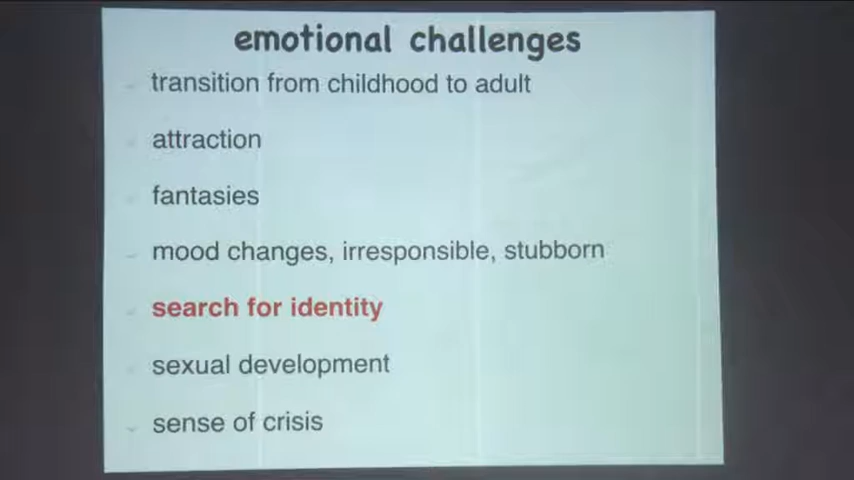 emotional challenges
transition from childhood to adult
attraction
fantasies
mood changes, irresponsible, stubborn
search for identity
sexual development
sense of crisis